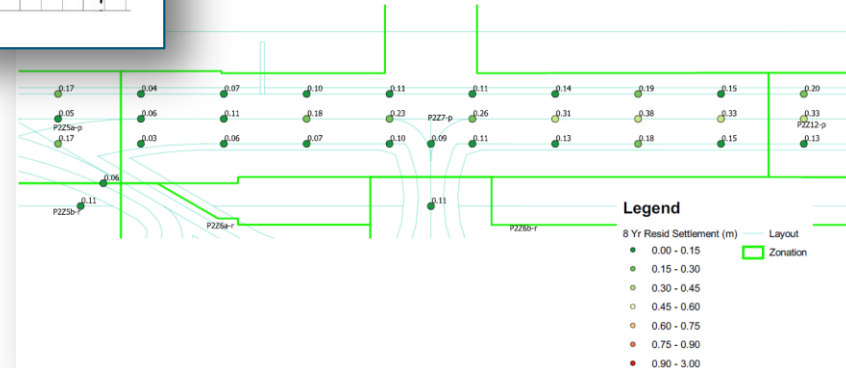 0.17 0.04 0.07 0.10 0.11 0.11 0.14 0.19 0.15 0.20
0.05 0.06 0.11 0.18 0.23 P2Z7-p 0.26 0.31 0.38 0.33 0.33
P2Z5a-p P2Z12-p
0.17 0.03 0.06 0.07 0.10 0.09 0.11 0.13 0.18 0.15 0.13
0.06
0.11 0.11
P2Z5b-r P2Z6a-r P2Z6b-r
Legend
8 Yr Resid Settlement (m) Layout
0.00 - 0.15 Zonation
0.15 - 0.30
0.30 - 0.45
0.45 - 0.60
0.60 - 0.75
0.75 - 0.90
0.90 - 3.00